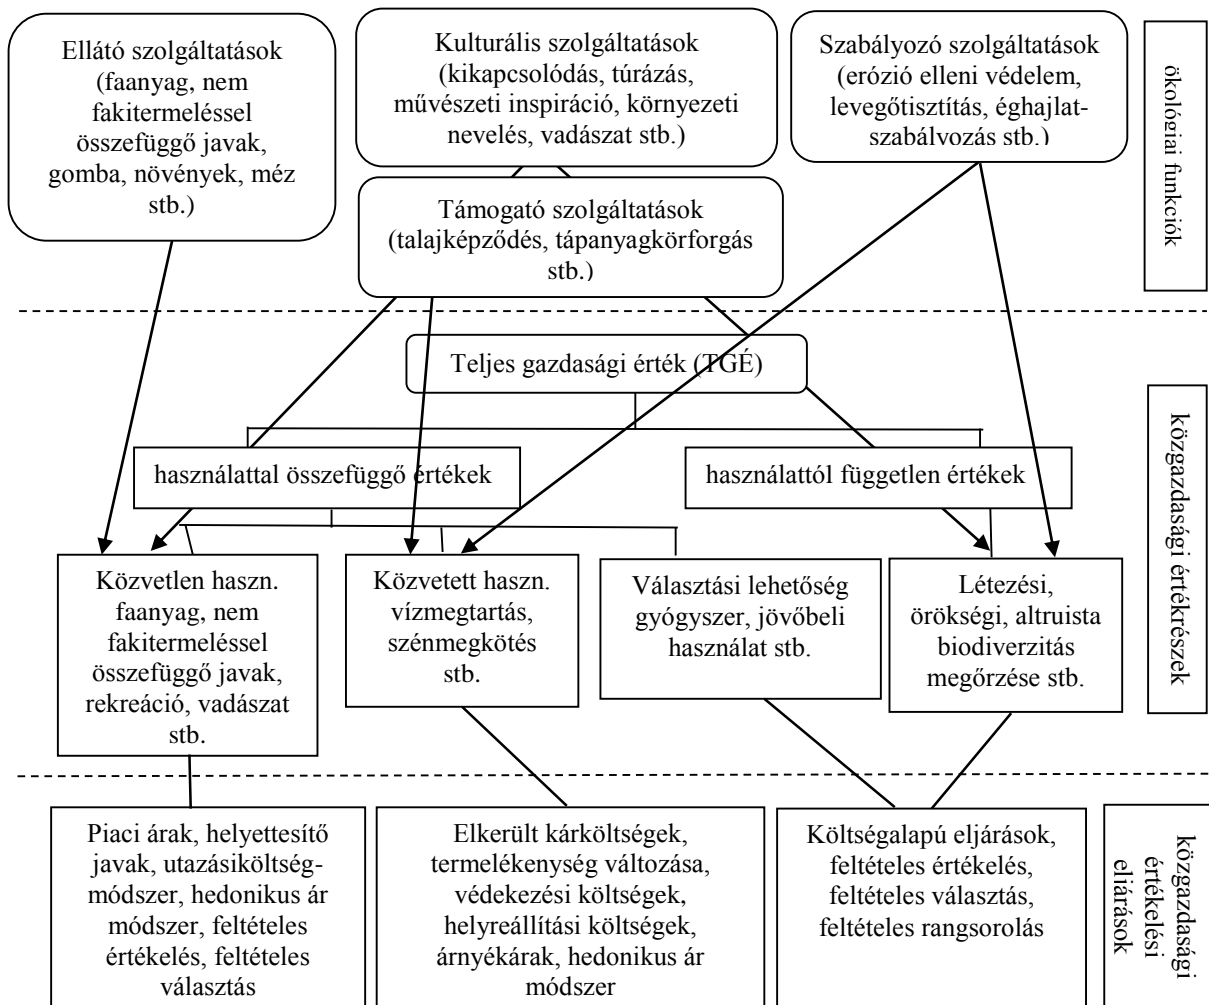 Ellátó szolgáltatások
(faanyag, nem
fakitermeléssel
összefüggő javak,
gomba, növények, méz
stb.)
Kulturális szolgáltatások
(kikapcsolódás, túrázás,
művészeti inspiráció, környezeti
nevelés, vadászat stb.)
Szabályozó szolgáltatások
(erózió elleni védelem,
levegőtisztítás, éghajlat-
szabályozás stb.)
ökológiai funkciók
Támogató szolgáltatások
(talajképződés, tápanyagkörforgás
stb.)
Teljes gazdasági érték (TGÉ)
használattal összefüggő értékek
használattól független értékek
közgazdasági értékrészek
Közvetlen haszn.
faanyag, nem
fakitermeléssel
összefüggő javak,
rekreáció, vadászat
stb.
Közvetett haszn.
vízmegtartás,
szénmegkötés
stb.
Választási lehetőség
gyógyszer, jövőbeli
használat stb.
Létezési,
örökségi, altruista
biodiverzitás
megőrzése stb.
Piaci árak, helyettesítő
javak, utazásiköltség-
módszer, hedonikus ár
módszer, feltételes
értékelés, feltételes
választás
Elkerült kárköltségek,
termelékenység változása,
védekezési költségek,
helyreállítási költségek,
árnyékárak, hedonikus ár
módszer
Költségalapú eljárások,
feltételes értékelés,
feltételes választás,
feltételes rangsorolás
közgazdasági
értékelési
eljárások